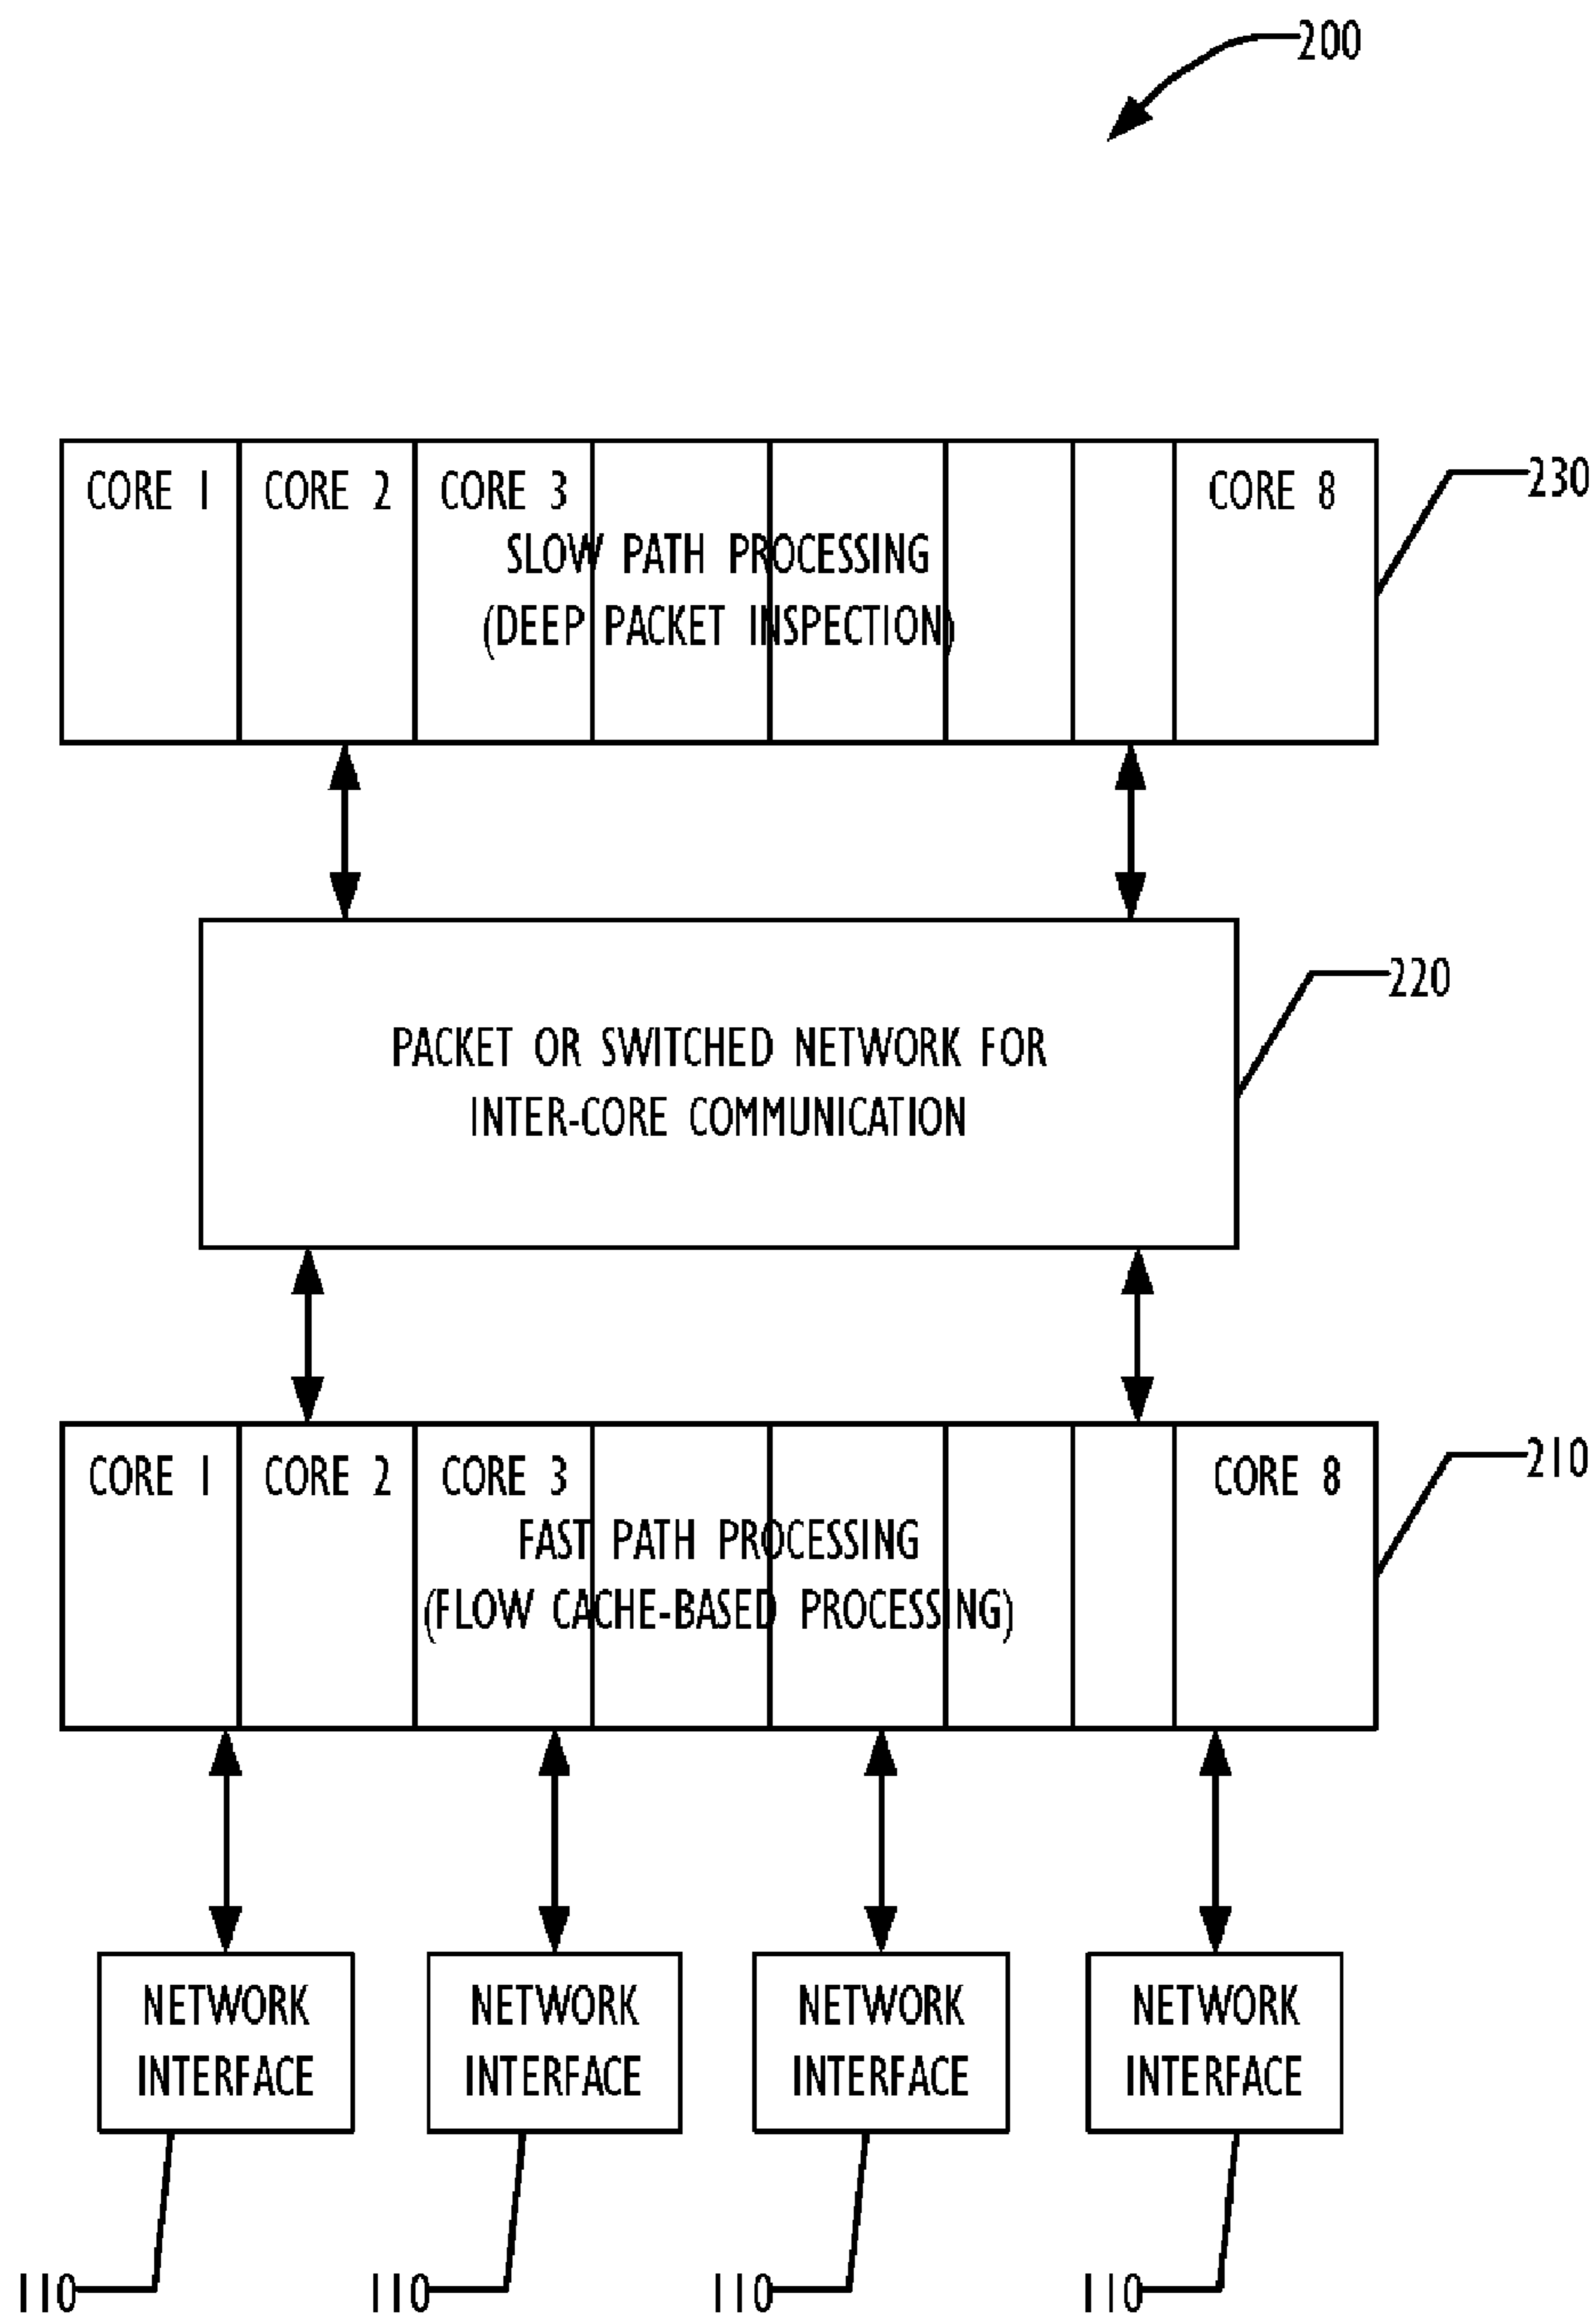 200
CORE 1 CORE 2 CORE 3 CORE 8
230
SLOW PATH PROCESSING
(DEEP PACKET INSPECTION)
220
PACKET OR SWITCHED NETWORK FOR
INTER-CORE COMMUNICATION
210
CORE 1 CORE 2 CORE 3 CORE 8
FAST PATH PROCESSING
(FLOW CACHE-BASED PROCESSING)
NETWORK
INTERFACE
NETWORK
INTERFACE
NETWORK
INTERFACE
NETWORK
INTERFACE
110 110 110 110